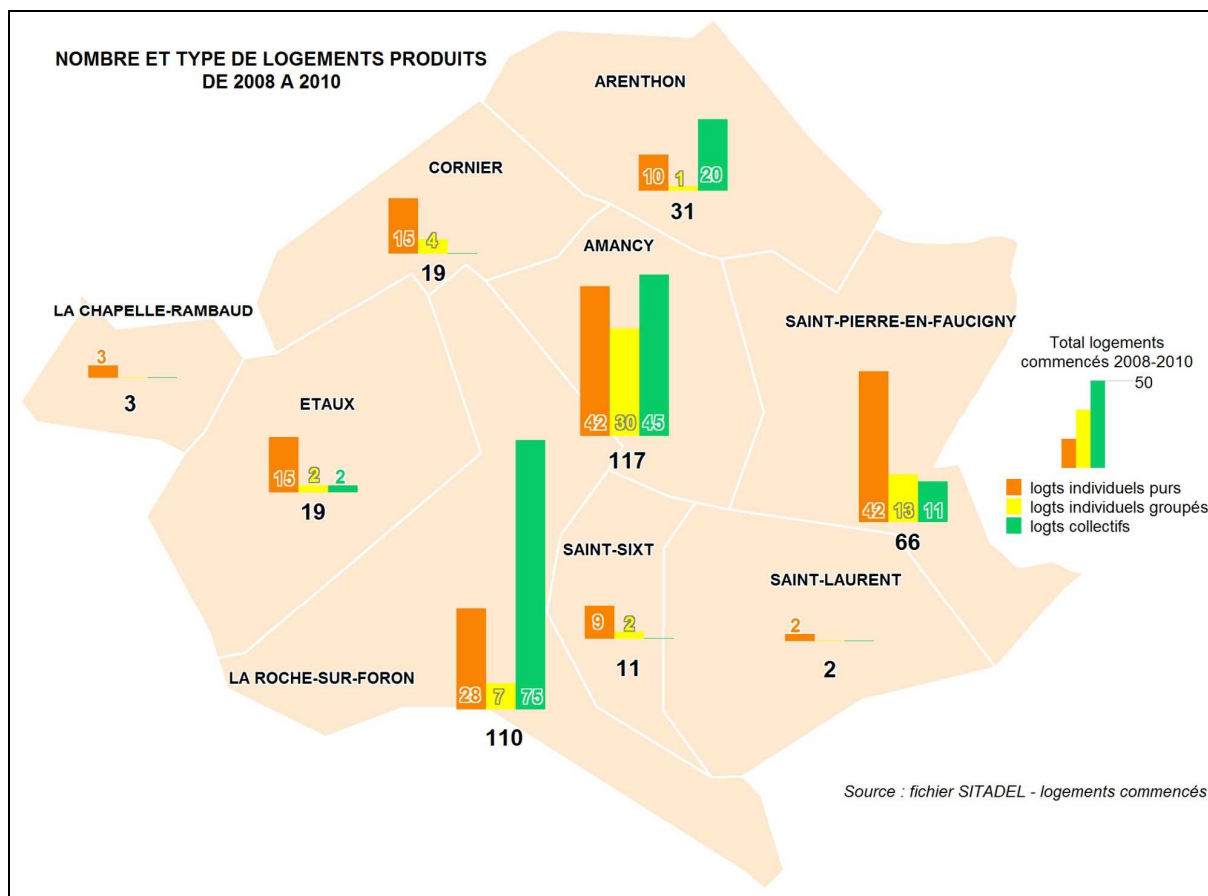 NOMBRE ET TYPE DE LOGEMENTS PRODUITS
DE 2008 A 2010
ARENTHON
10 1 20
31
CORNIER
15 4
19
AMANCY
42 30 45
117
LA CHAPELLE-RAMBAUD
3
3
SAINT-PIERRE-EN-FAUCIGNY
42 13 11
66
Total logements
commencés 2008-2010
50
logts individuels purs
logts individuels groupés
logts collectifs
ETAUX
15 2 2
19
SAINT-SIXT
9 2
11
SAINT-LAURENT
2
2
LA ROCHE-SUR-FORON
28 7 75
110
Source : fichier SITADEL - logements commencés